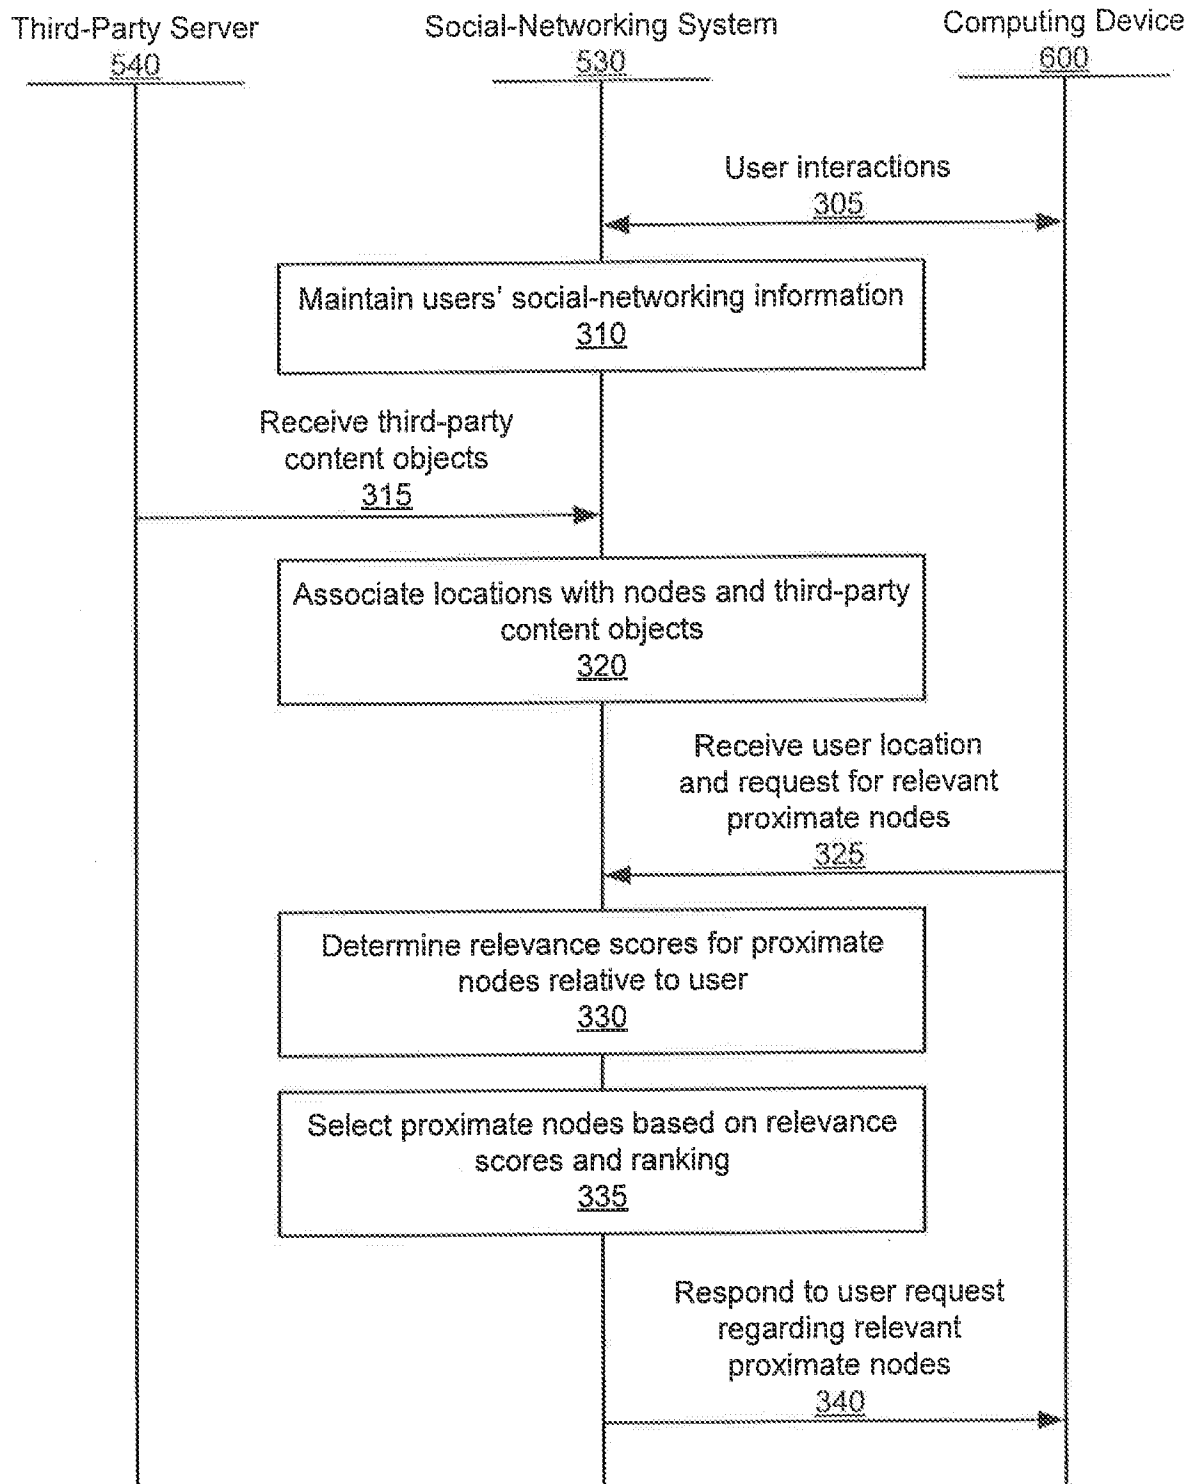 Third-Party Server
540
Social-Networking System
530
Computing Device
600
User interactions
305
Maintain users' social-networking information
310
Receive third-party
content objects
315
Associate locations with nodes and third-party
content objects
320
Receive user location
and request for relevant
proximate nodes
325
Determine relevance scores for proximate
nodes relative to user
330
Select proximate nodes based on relevance
scores and ranking
335
Respond to user request
regarding relevant
proximate nodes
340